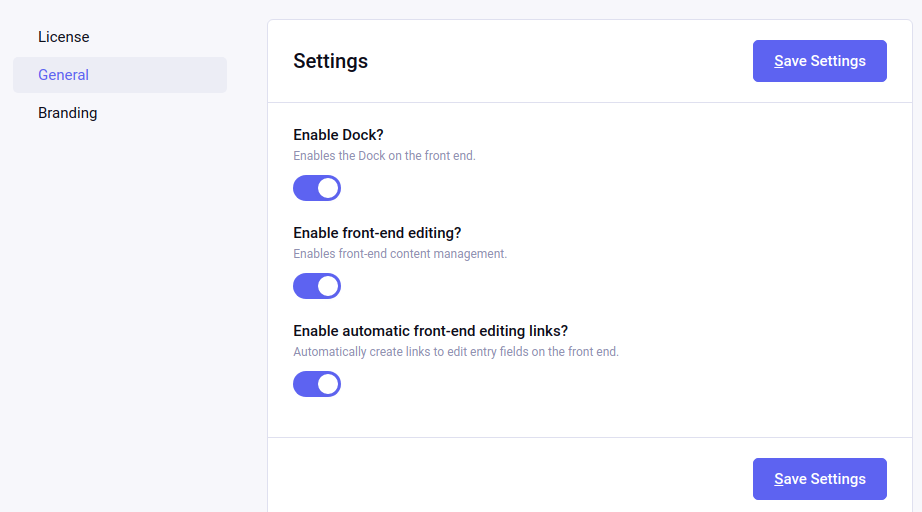 License
General
Branding
Settings
Save Settings
Enable Dock?
Enables the Dock on the front end.
Enable front-end editing?
Enables front-end content management.
Enable automatic front-end editing links?
Automatically create links to edit entry fields on the front end.
Save Settings